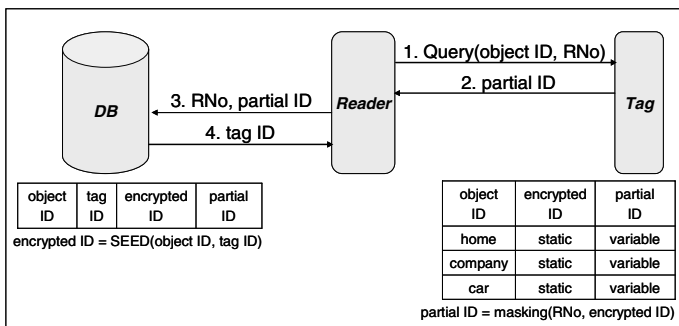 1. Query(object ID, RNo)
2. partial ID
DB
3. RNo, partial ID
Reader
Tag
4. tag ID
object ID
tag ID
encrypted ID
partial ID
encrypted ID = SEED(object ID, tag ID)
object ID
encrypted ID
partial ID
home static variable
company static variable
car static variable
partial ID = masking(RNo, encrypted ID)